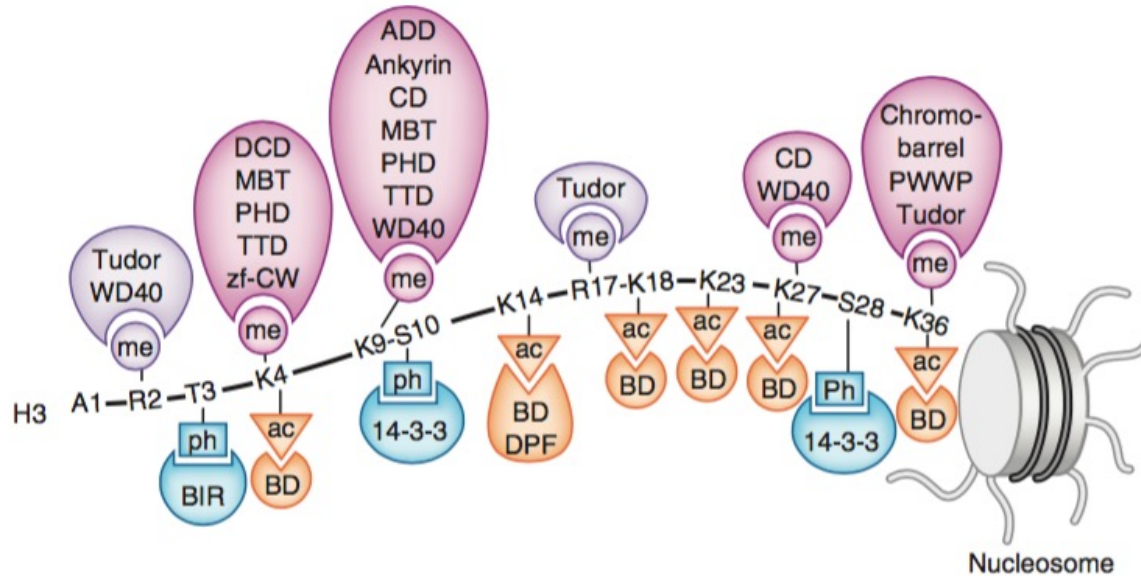 ADD
Ankyrin
CD
MBT
PHD
TTD
WD40
me
DCD
MBT
PHD
TTD
zf-CW
me
Tudor
WD40
me
Tudor
me
CD
WD40
me
Chromo-
barrel
PWWP
Tudor
me
H3 A1 R2 T3 K4 K9-S10 K14 R17-K18 K23 K27 S28 K36
ph
BIR
ac
BD
ph
14-3-3
ac
BD
DPF
ac
BD
ac
BD
ac
BD
Ph
14-3-3
ac
BD
Nucleosome